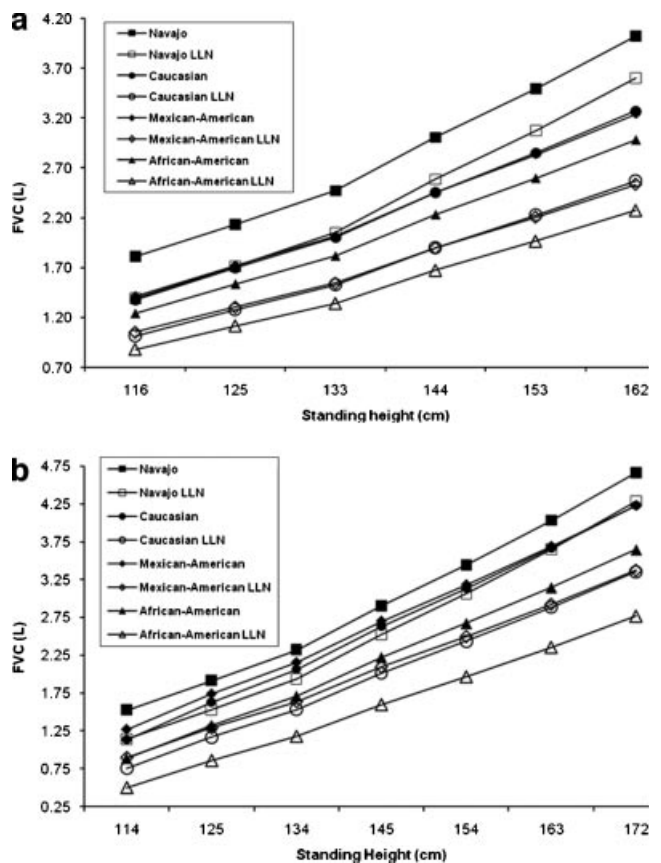 a
4.20
3.70
3.20
2.70
2.20
1.70
1.20
0.70
FVC (L)
Navajo
Navajo LLN
Caucasian
Caucasian LLN
Mexican-American
Mexican-American LLN
African-American
African-American LLN
116 125 133 144 153 162
Standing height (cm)
b
4.75
4.25
3.75
3.25
2.75
2.25
1.75
1.25
0.75
0.25
FVC (L)
Navajo
Navajo LLN
Caucasian
Caucasian LLN
Mexican-American
Mexican-American LLN
African-American
African-American LLN
114 125 134 145 154 163 172
Standing Height (cm)